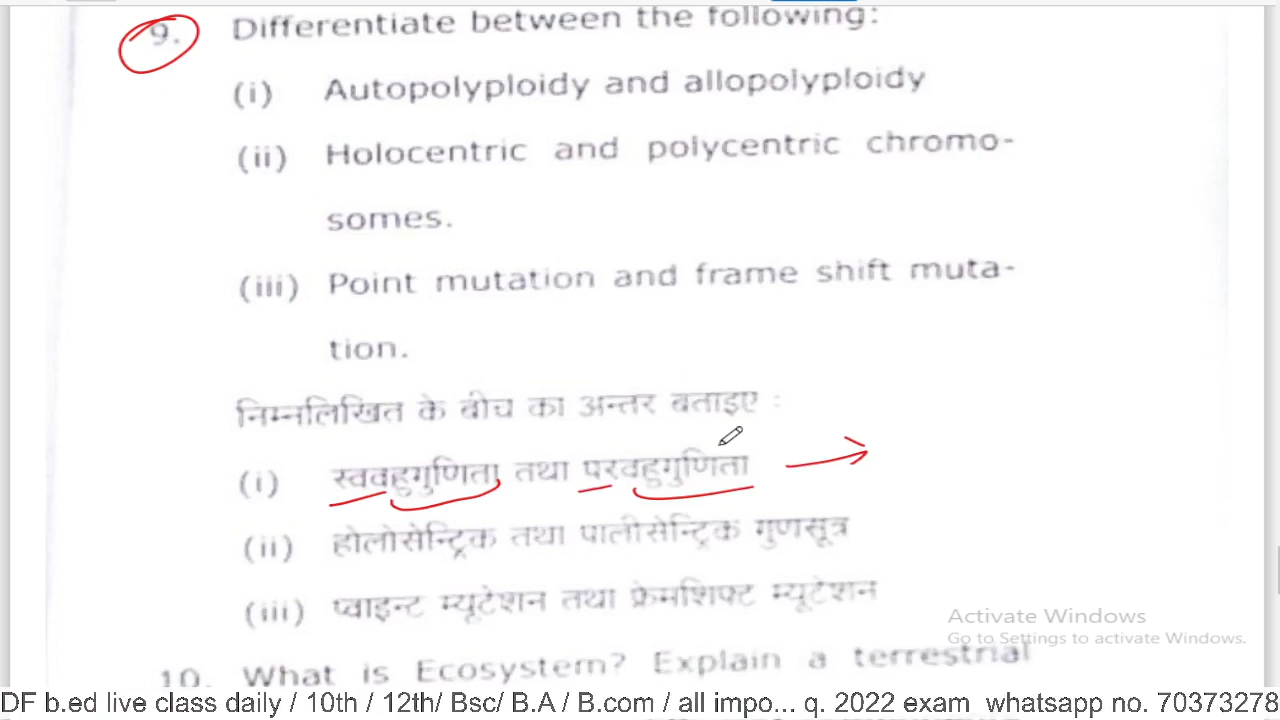 9. Differentiate between the following:
(i) Autopolyploidy and allopolyploidy
(ii) Holocentric and polycentric chromo-
somes.
(iii) Point mutation and frame shift muta-
tion.
निम्नलिखित के बीच का अन्तर बताइए :
(i) स्ववहुगुणिता तथा परवहुगुणिता
(ii) होलोसेन्ट्रिक तथा पालीसेन्ट्रिक गुणसूत्र
(iii) प्वाइन्ट म्यूटेशन तथा फ्रेमशिफ्ट म्यूटेशन
Activate Windows
Go to Settings to activate Windows.
10. What is Ecosystem? Explain a terrestrial
DF b.ed live class daily / 10th / 12th/ Bsc/ B.A / B.com / all impo... q. 2022 exam whatsapp no. 70373278